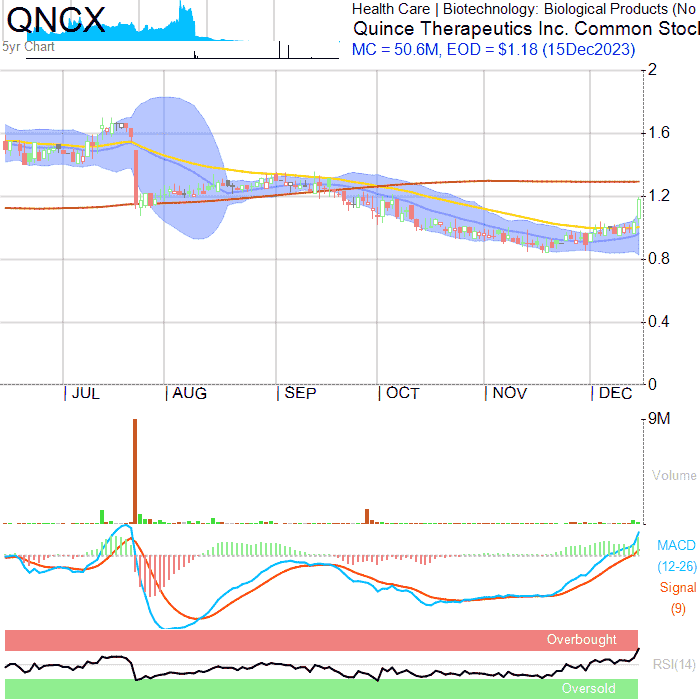 QNCX
5yr Chart
Health Care | Biotechnology: Biological Products (No
Quince Therapeutics Inc. Common Stoc
MC = 50.6M, EOD = $1.18 (15Dec2023)
2
1.6
1.2
0.8
0.4
0
JUL AUG SEP OCT NOV DEC
9M
Volume
MACD
(12-26)
Signal
(9)
Overbought
RSI(14)
Oversold